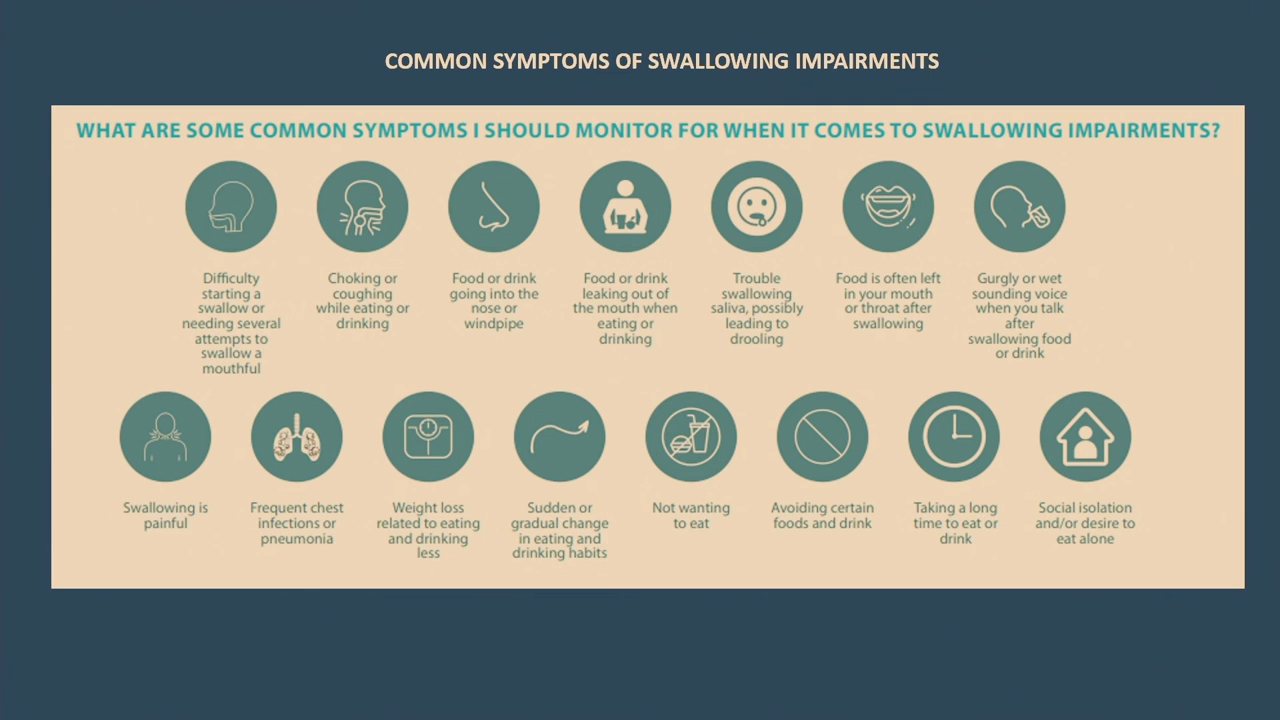 COMMON SYMPTOMS OF SWALLOWING IMPAIRMENTS
WHAT ARE SOME COMMON SYMPTOMS I SHOULD MONITOR FOR WHEN IT COMES TO SWALLOWING IMPAIRMENTS?
Difficulty
starting a
swallow or
needing several
attempts to
swallow a
mouthful
Choking or
coughing
while eating or
drinking
Food or drink
going into the
nose or
windpipe
Food or drink
leaking out of
the mouth when
eating or
drinking
Trouble
swallowing
saliva, possibly
leading to
drooling
Food is often left
in your mouth
or throat after
swallowing
Gurgly or wet
sounding voice
when you talk
after
swallowing food
or drink
Swallowing is
painful
Frequent chest
infections or
pneumonia
Weight loss
related to eating
and drinking
less
Sudden or
gradual change
in eating and
drinking habits
Not wanting
to eat
Avoiding certain
foods and drink
Taking a long
time to eat or
drink
Social isolation
and/or desire to
eat alone